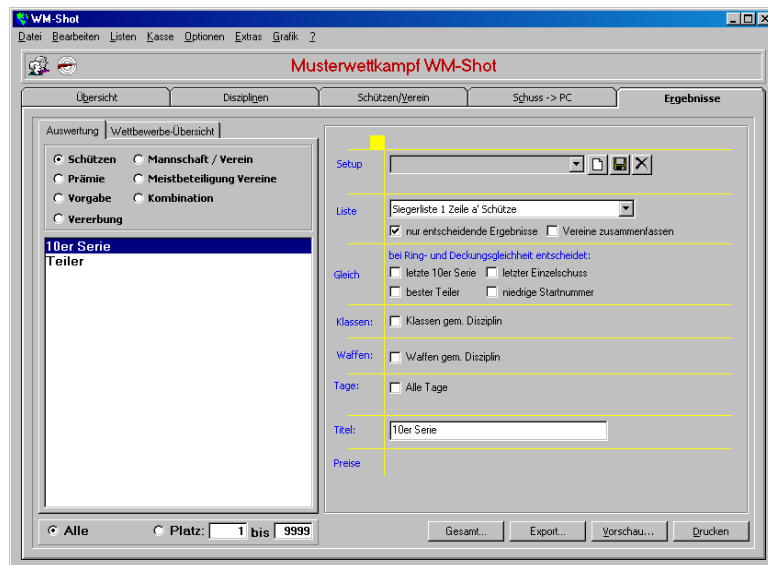 WM-Shot
Datei Bearbeiten Listen Kasse Optionen Extras Grafik ?
Musterwettkampf WM-Shot
Übersicht Disziplinen Schützen/Verein Schuss -> PC Ergebnisse
Auswertung Wettbewerbe-Übersicht
Schützen Mannschaft / Verein
Prämie Meistbeteiligung Vereine
Vorgabe Kombination
Vererbung
10er Serie
Teiler
Alle Platz: 1 bis 9999
Setup
Liste Siegerliste 1 Zeile a' Schütze
nur entscheidende Ergebnisse Vereine zusammenfassen
bei Ring- und Deckungsgleichheit entscheidet:
Gleich letzte 10er Serie letzter Einzelschuss
bester Teiler niedrige Startnummer
Klassen: Klassen gem. Disziplin
Waffen: Waffen gem. Disziplin
Tage: Alle Tage
Titel: 10er Serie
Preise
Gesamt... Export... Vorschau... Drucken